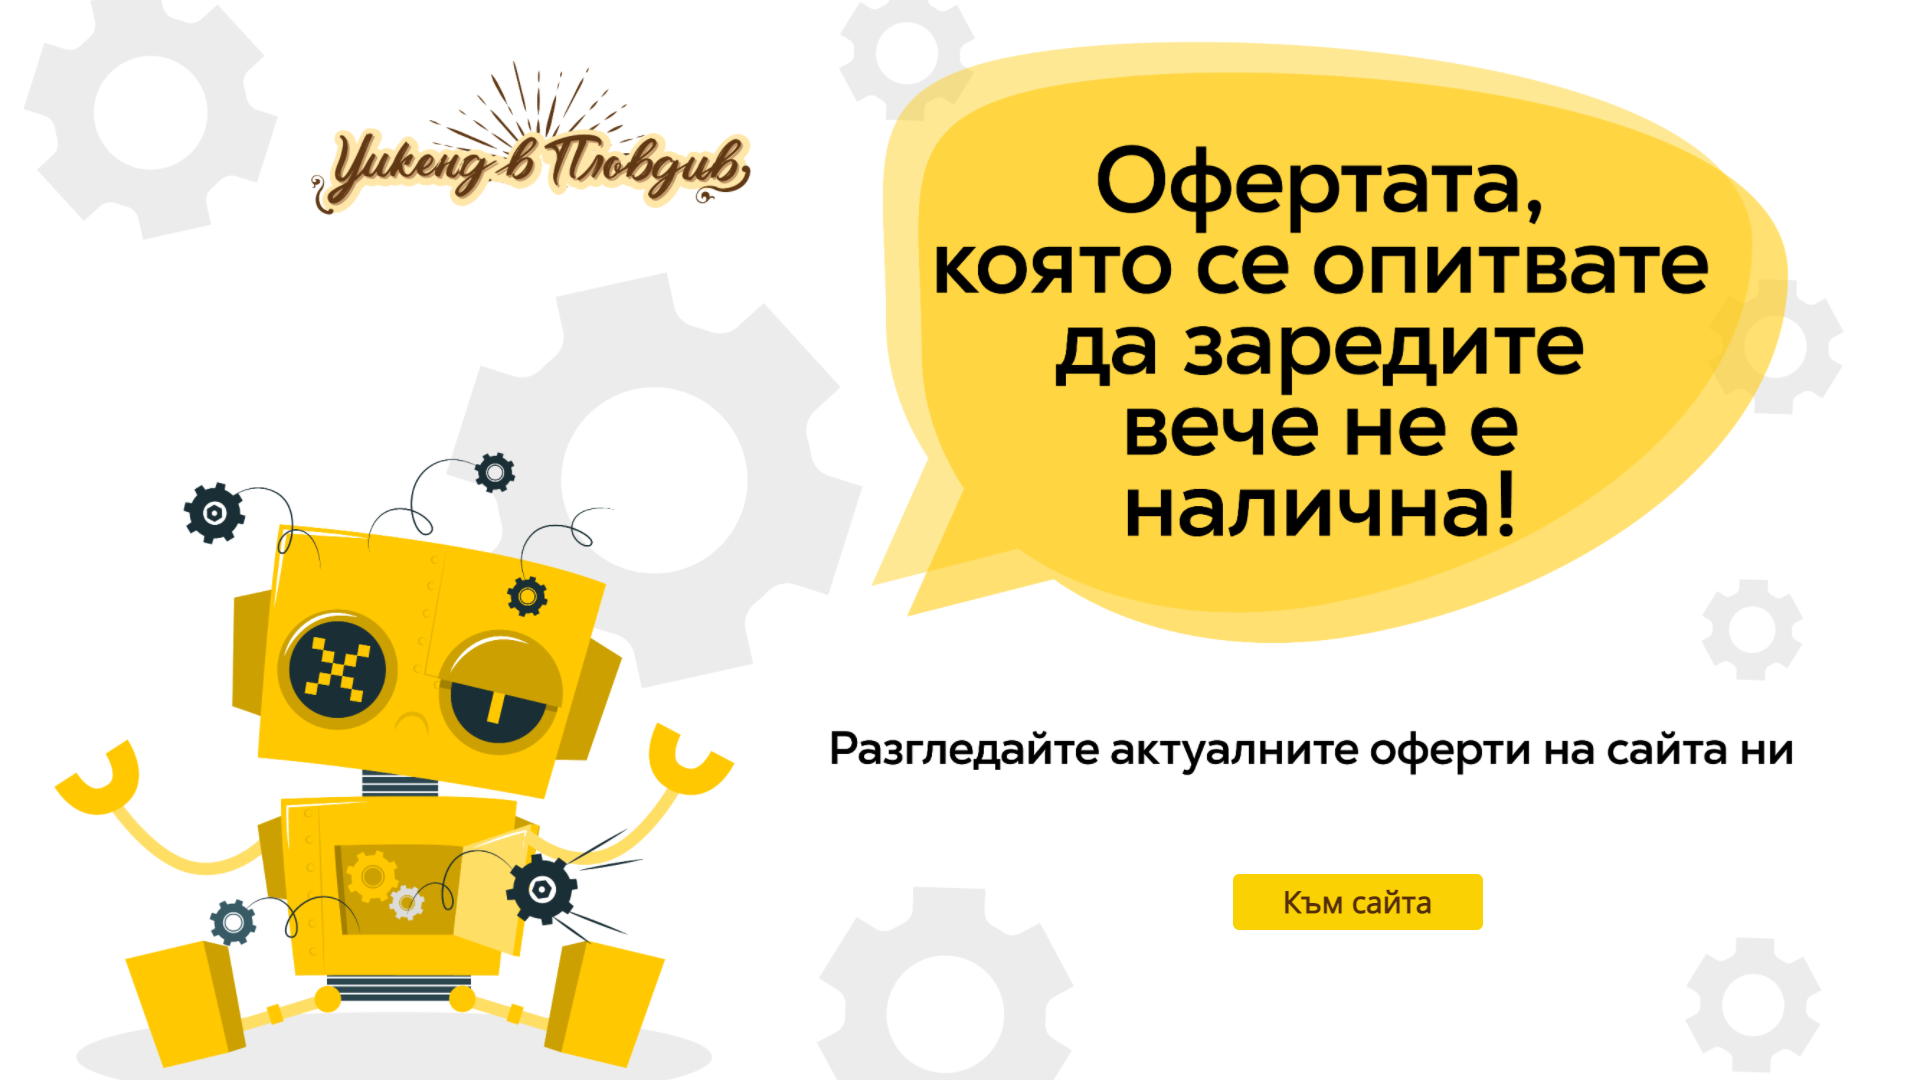 Уикенд в Пловдив
Офертата,
която се опитвате
да заредите
вече не е
налична!
Разгледайте актуалните оферти на сайта ни
Към сайта